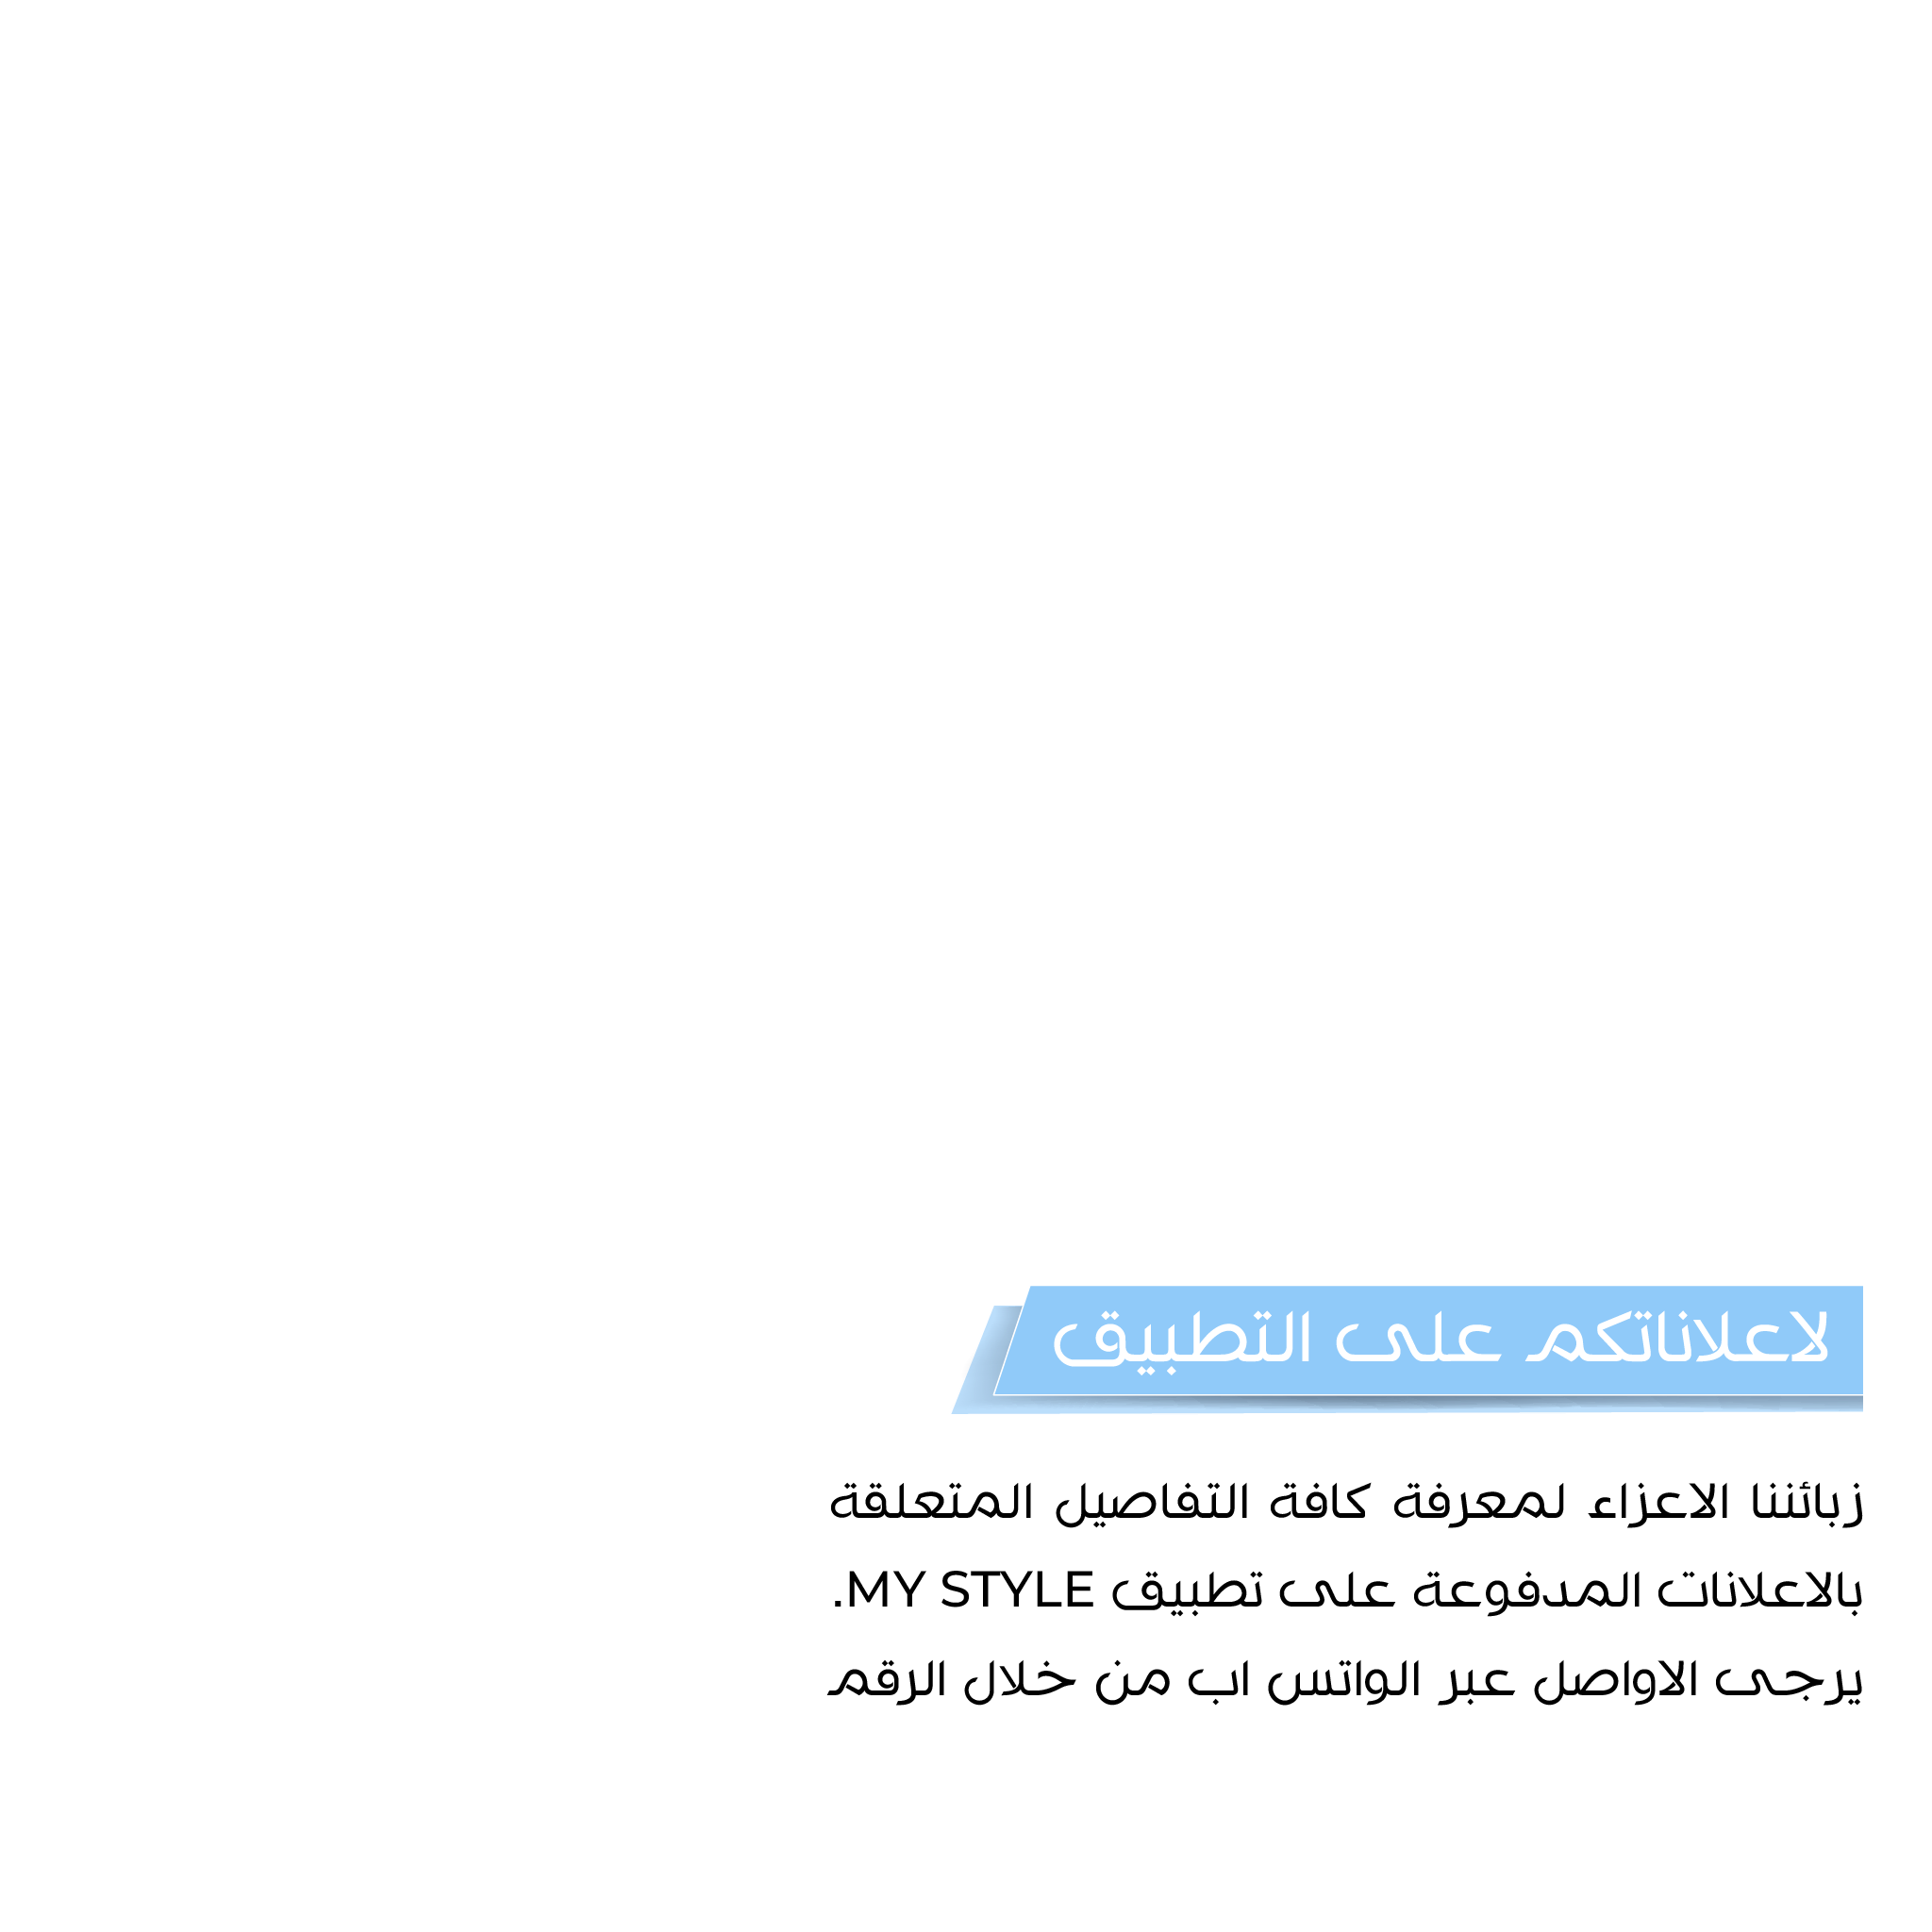 لاعلاناتكم على التطبيق
زبائننا الاعزاء لمعرفة كافة التفاصيل المتعلقة
بالاعلانات المدفوعة على تطبيق MY STYLE.
يرجى الاواصل عبر الواتس اب من خلال الرقم